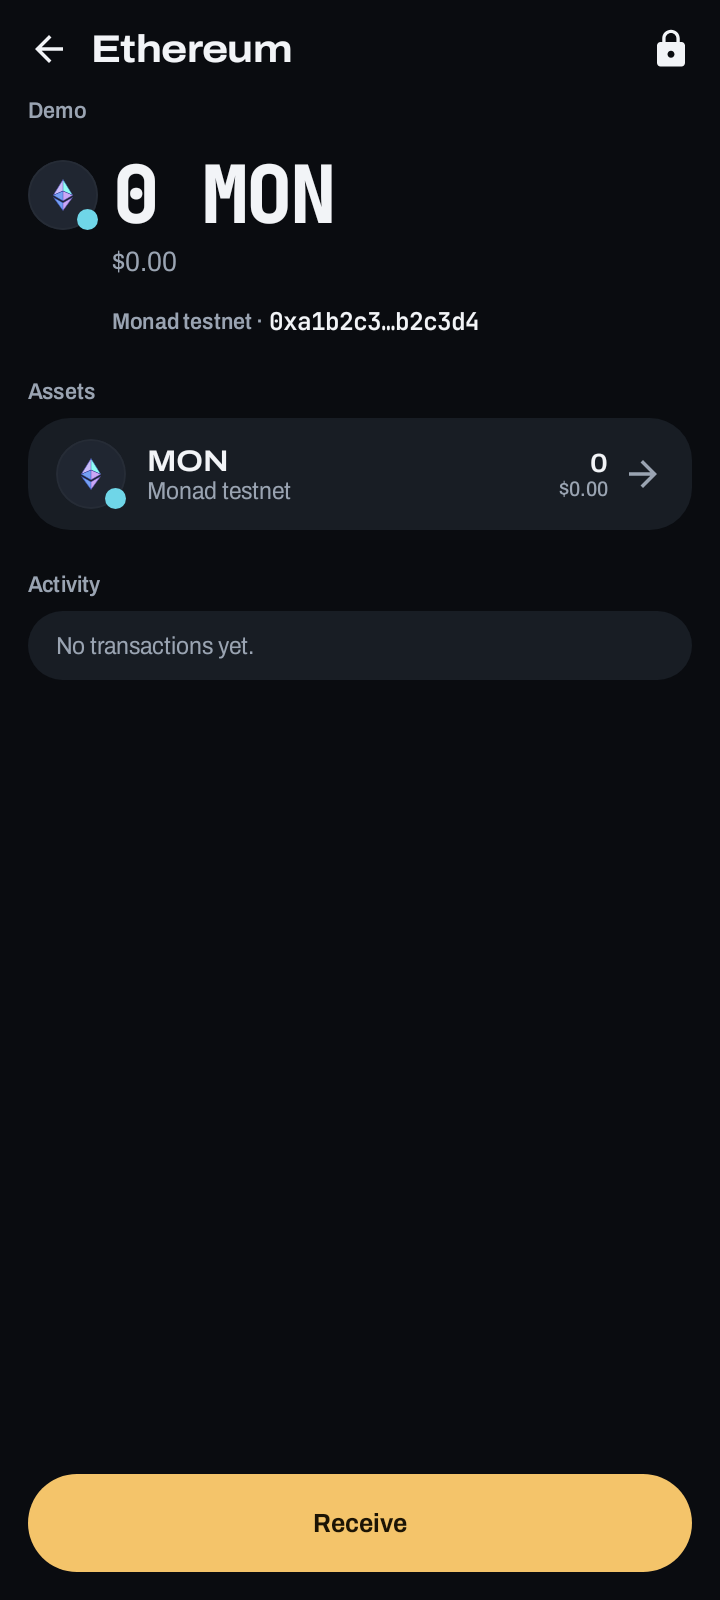 Ethereum
Demo
0 MON
$0.00
Monad testnet · 0xa1b2c3…b2c3d4
Assets
MON
0
Monad testnet
$0.00
Activity
No transactions yet.
Receive